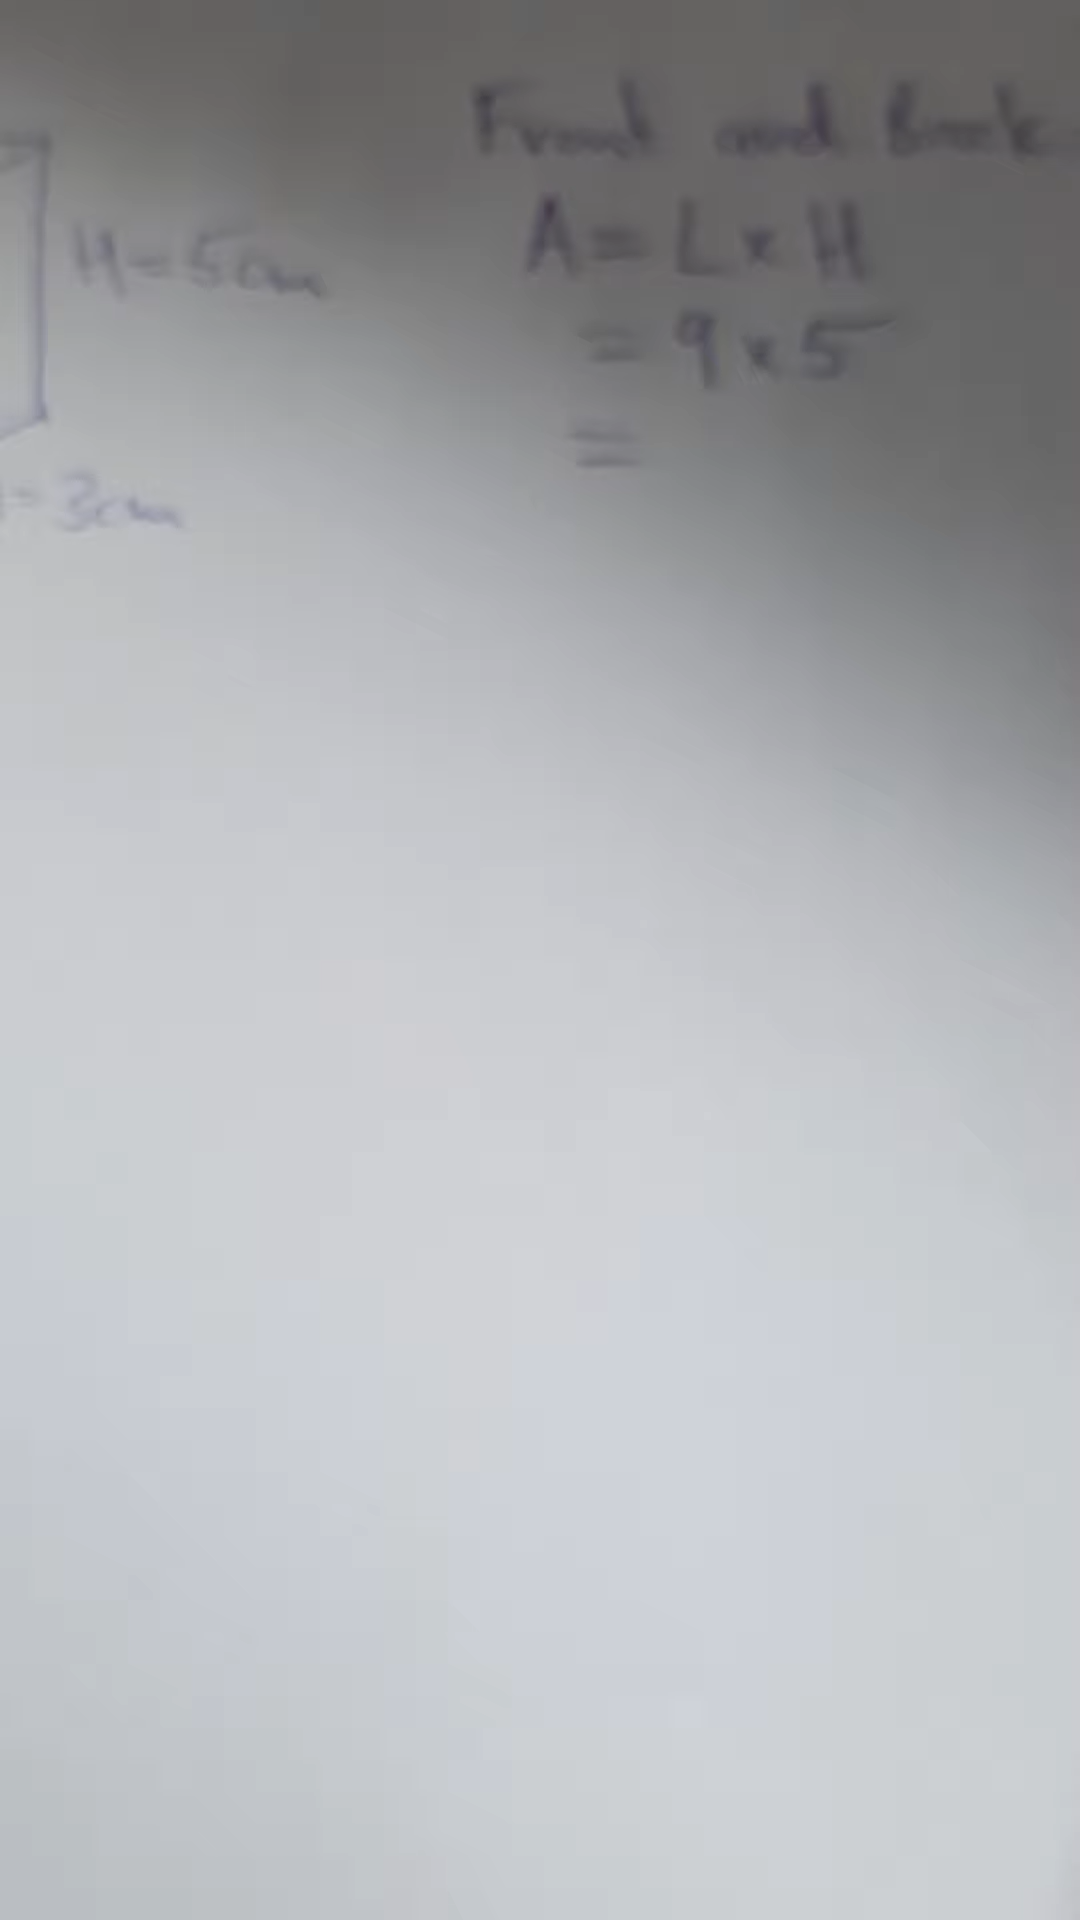 Front and Back
A = L x H
H = 5cm
= 9 x 5
=
= 3cm